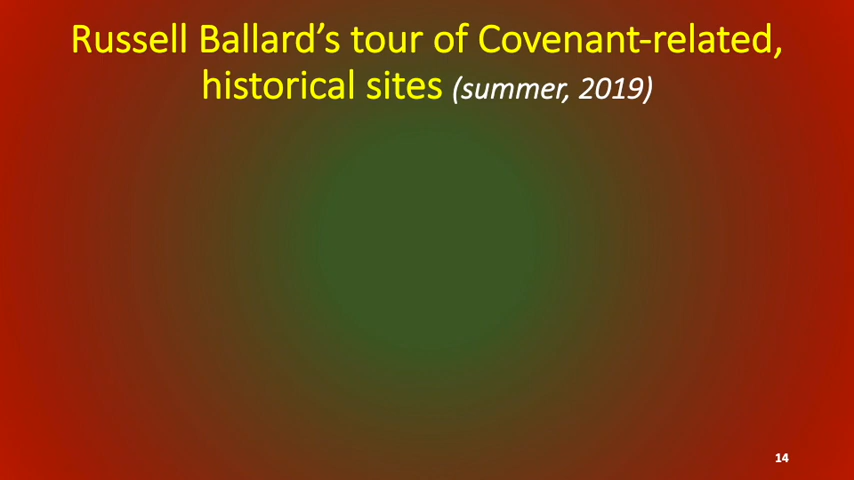 Russell Ballard’s tour of Covenant-related,
historical sites (summer, 2019)
14